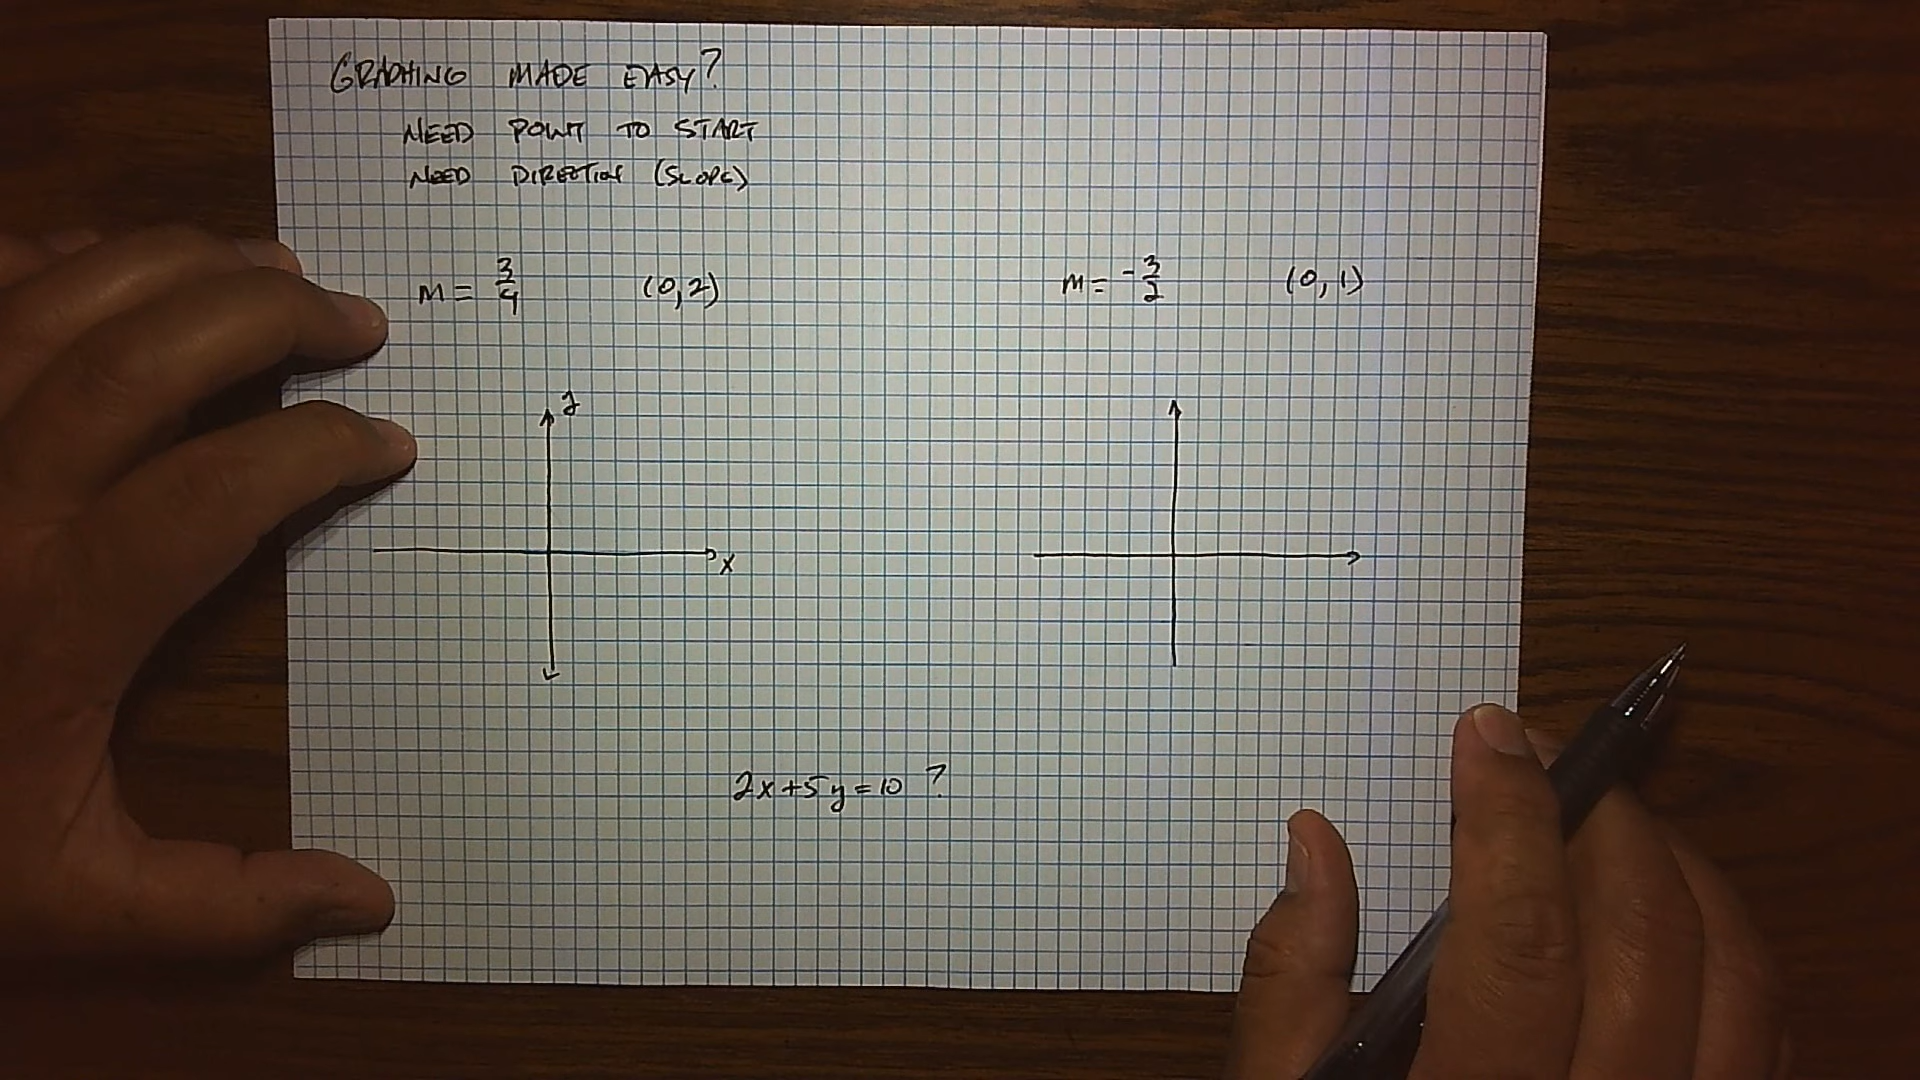 GRAPHING MADE EASY?
NEED POINT TO START
NEED DIRECTION (SLOPE)
m = 3/4 (0,2)
m = -3/2 (0,1)
y
x
2x+5y=10 ?